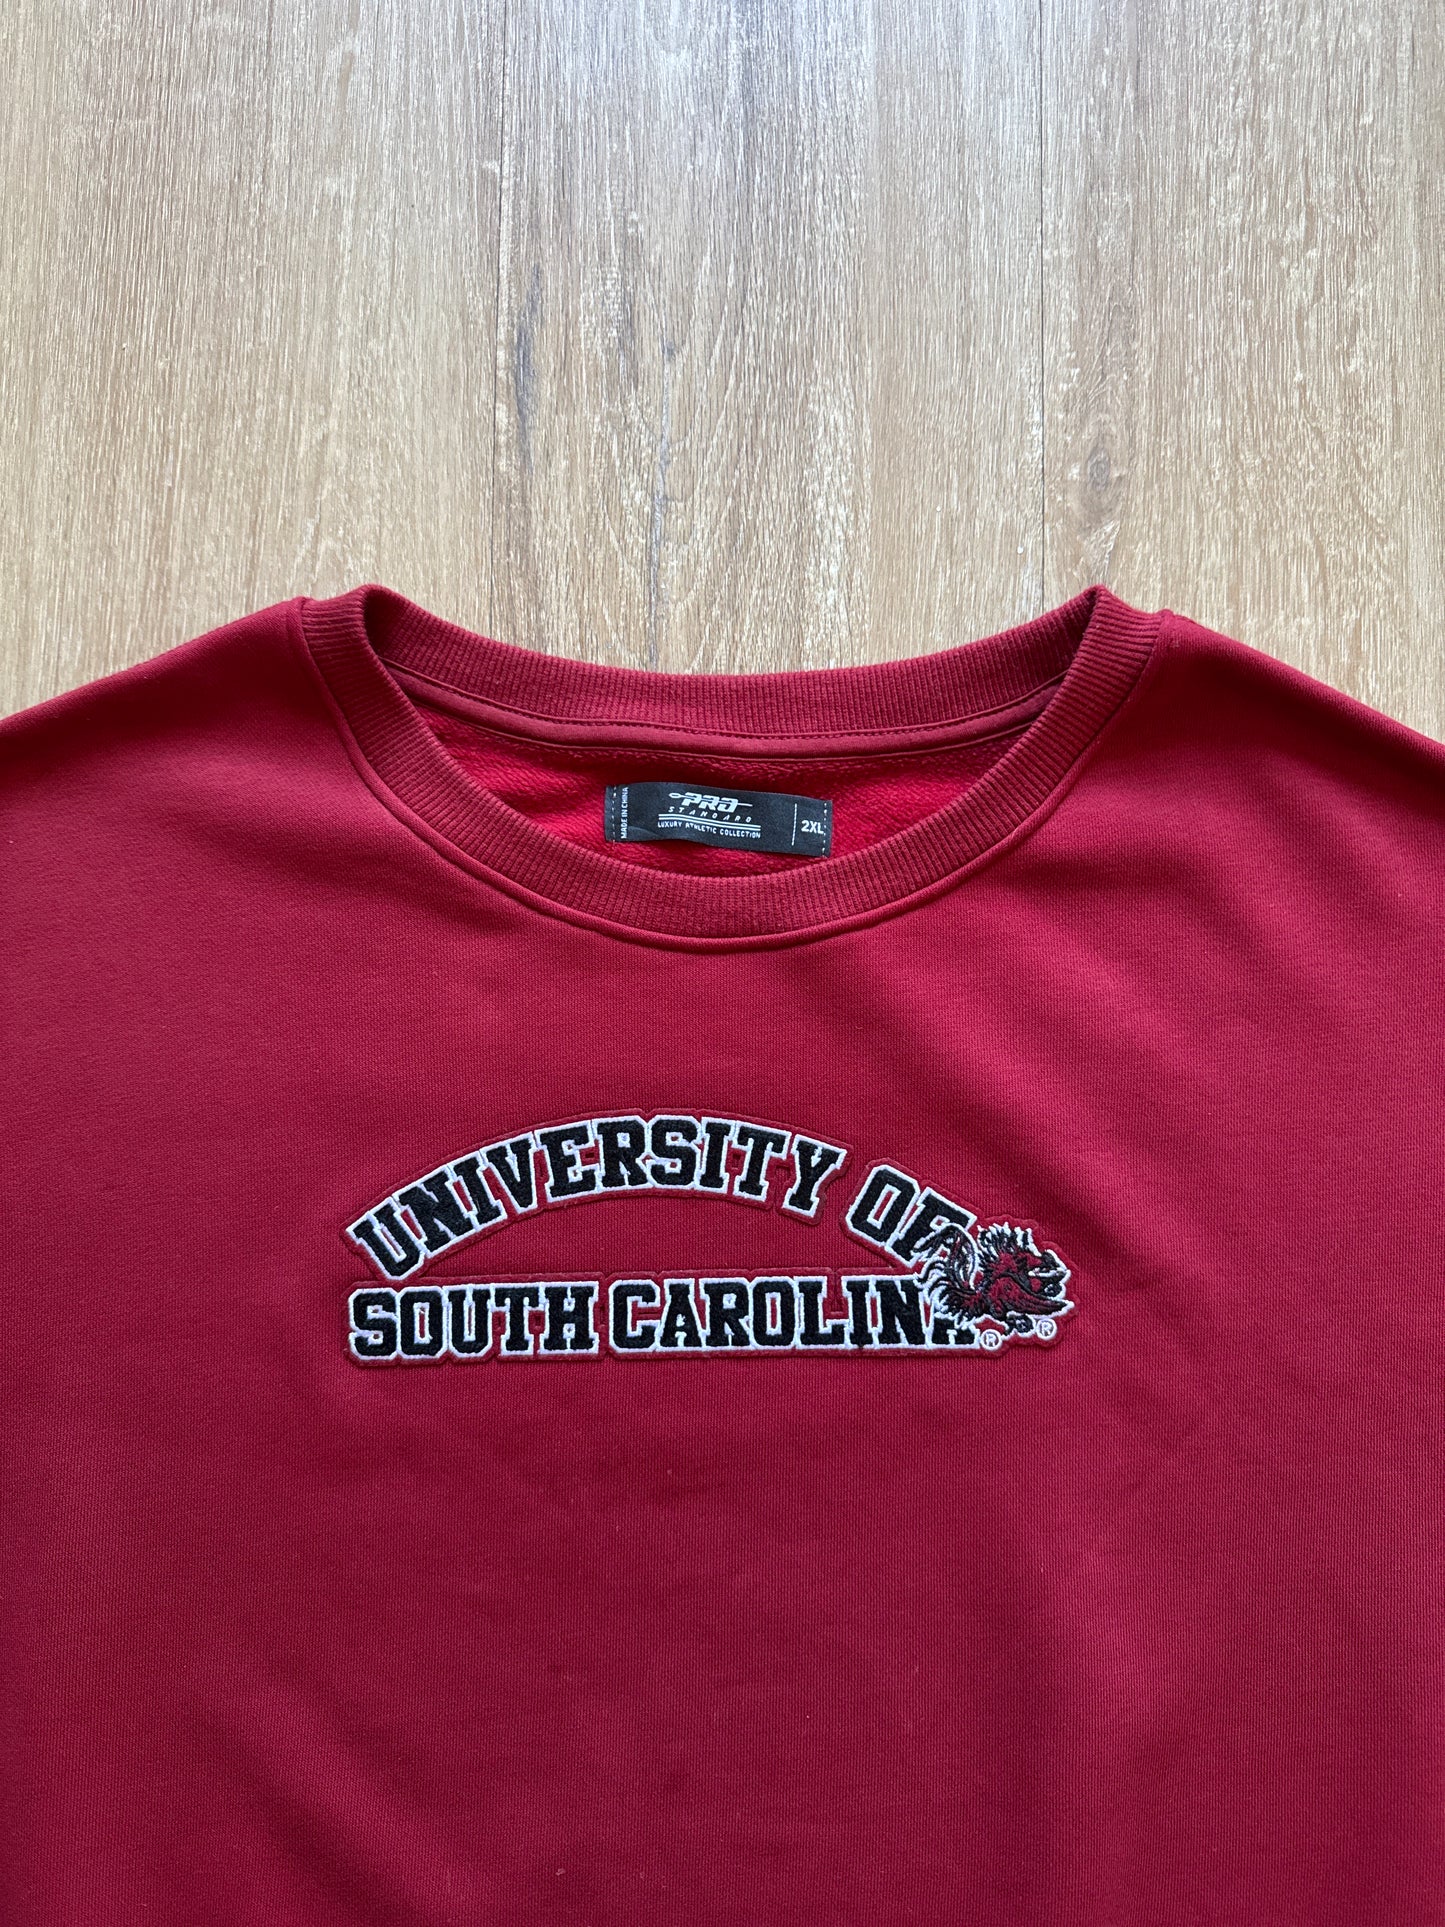 MADE IN CHINA
PRO
STANDARD
LUXURY ATHLETIC COLLECTION
2XL
UNIVERSITY OF
SOUTH CAROLINA
®
®